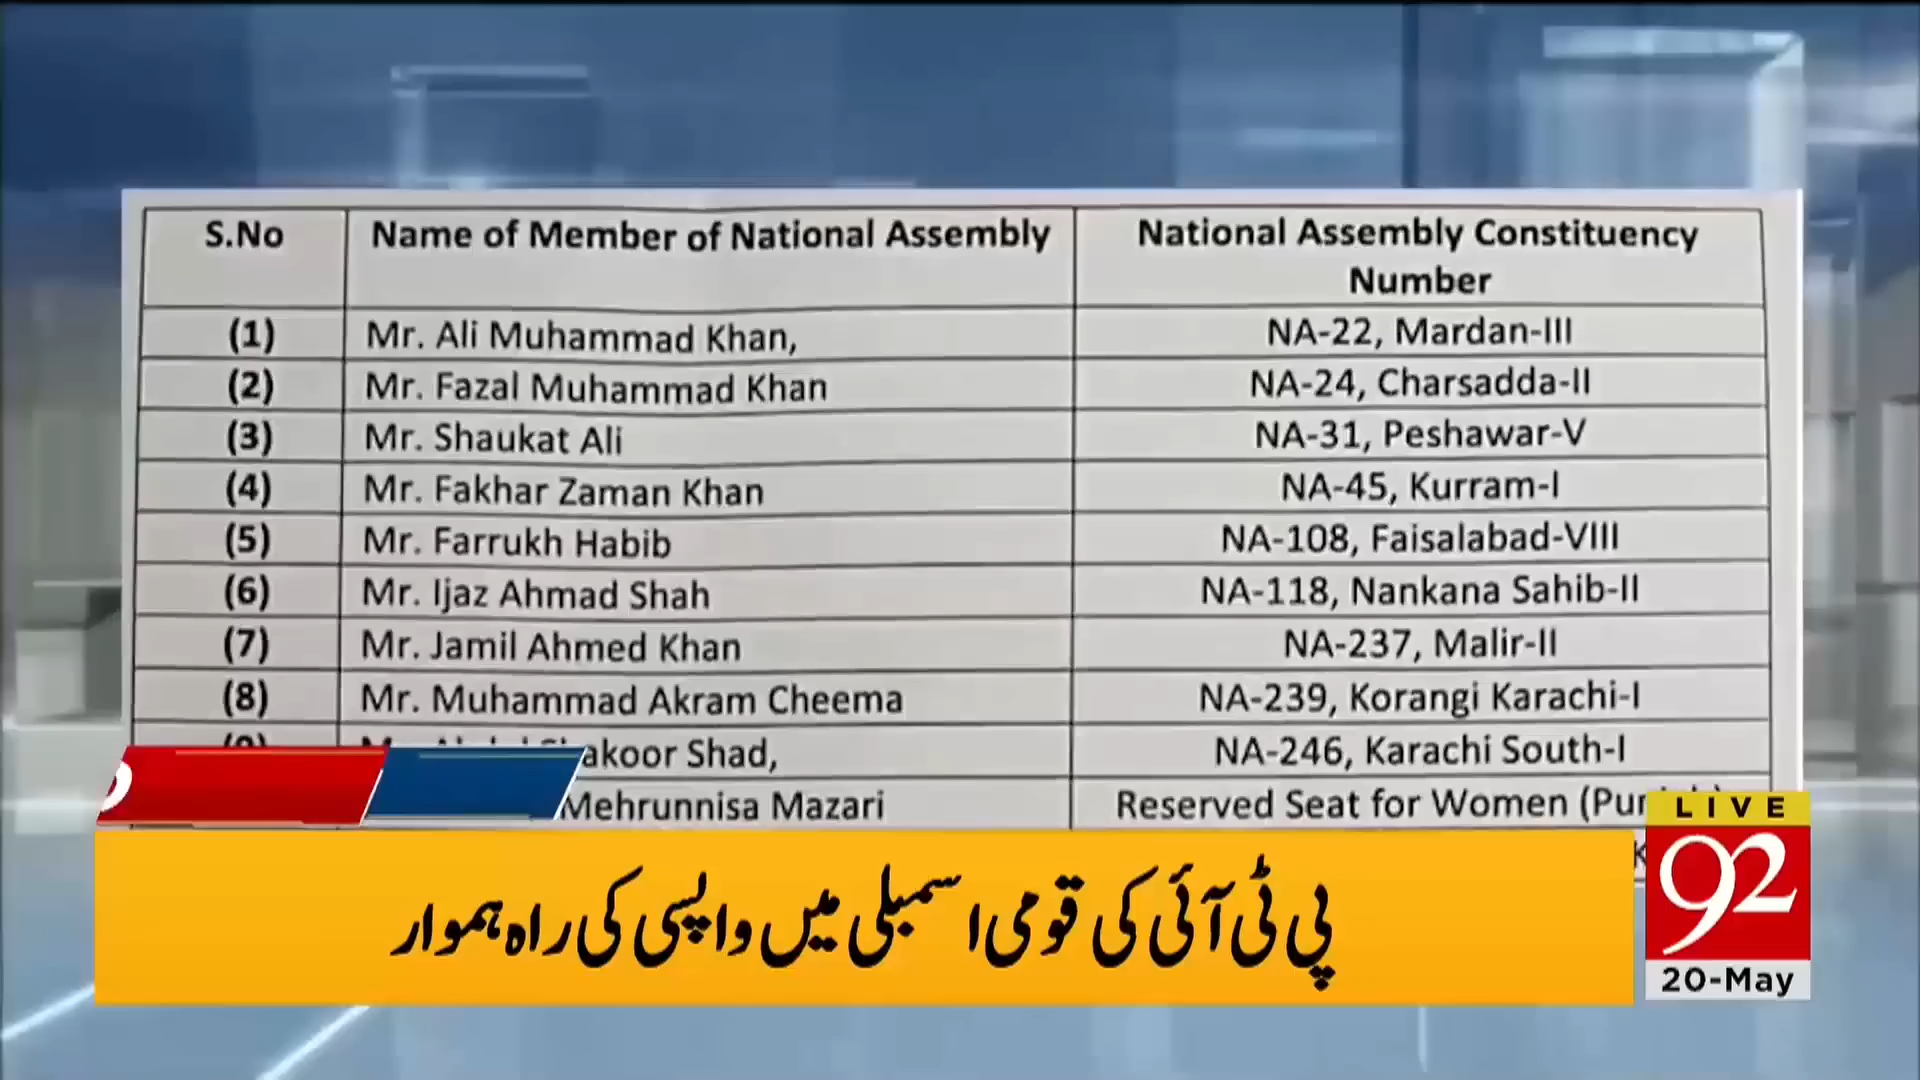 S.No Name of Member of National Assembly National Assembly Constituency Number
(1) Mr. Ali Muhammad Khan, NA-22, Mardan-III
(2) Mr. Fazal Muhammad Khan NA-24, Charsadda-II
(3) Mr. Shaukat Ali NA-31, Peshawar-V
(4) Mr. Fakhar Zaman Khan NA-45, Kurram-I
(5) Mr. Farrukh Habib NA-108, Faisalabad-VIII
(6) Mr. Ijaz Ahmad Shah NA-118, Nankana Sahib-II
(7) Mr. Jamil Ahmed Khan NA-237, Malir-II
(8) Mr. Muhammad Akram Cheema NA-239, Korangi Karachi-I
Shad, NA-246, Karachi South-I
Mehrunnisa Mazari Reserved Seat for Women
LIVE
92
پی ٹی آئی کی قومی اسمبلی میں واپسی کی راہ ہموار
20-May